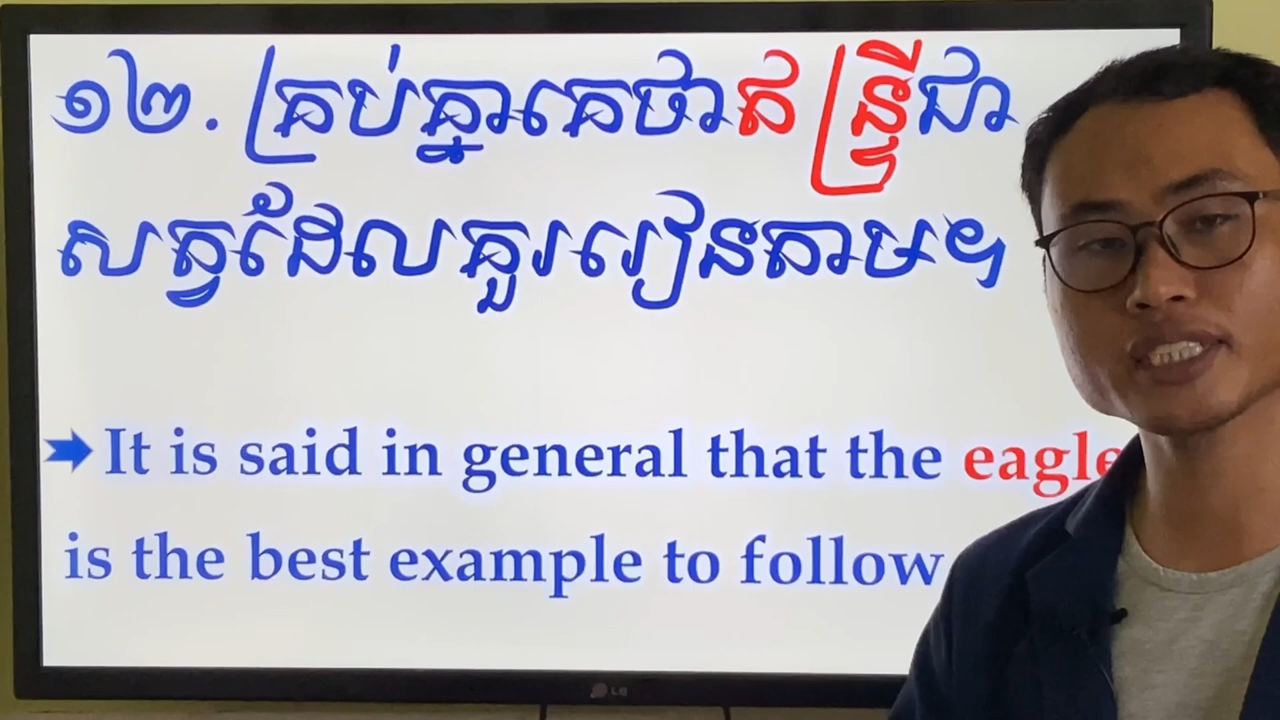 ១២. គ្រប់គ្នាគេថាឥន្ទ្រីជា
សត្វដែលគួររៀនតាមៗ
It is said in general that the eagle
is the best example to follow
LG